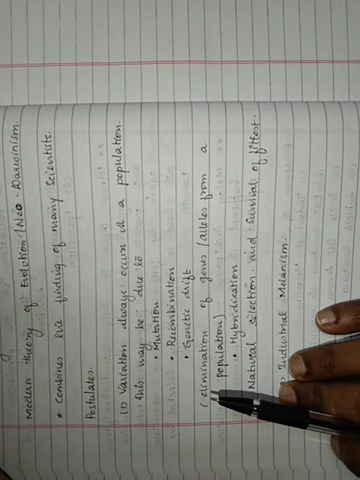 Modern theory of Evolution / Neo-Darwinism.
* Combines the finding of many Scientists.
Postulates.
(1) Variation always occur in a population.
this may be due to
• Mutation
• Recombination
• Genetic drift
(elimination of genes/alleles from a
population)
• Hybridisation
Natural selection and survival of fittest.
Industrial Melanism.